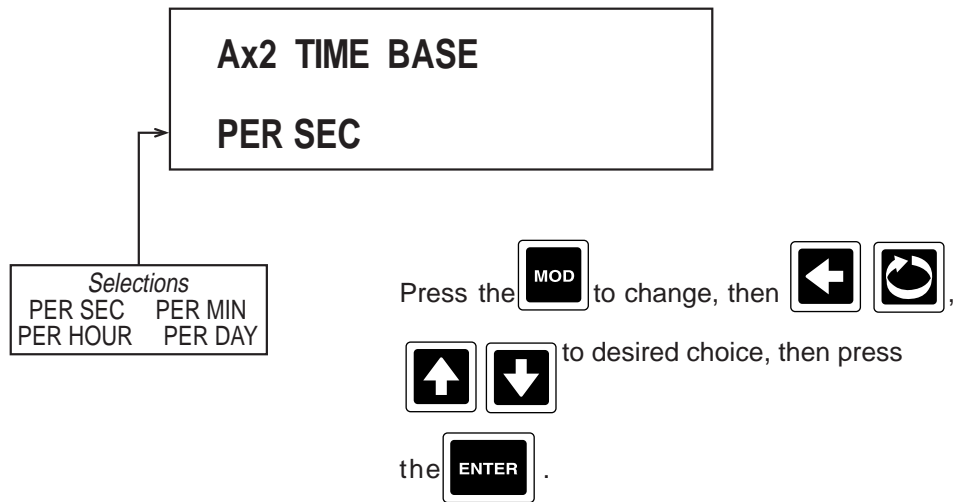 Ax2 TIME BASE
PER SEC
Selections
PER SEC PER MIN
PER HOUR PER DAY
Press the MOD to change, then ,
to desired choice, then press
the ENTER .